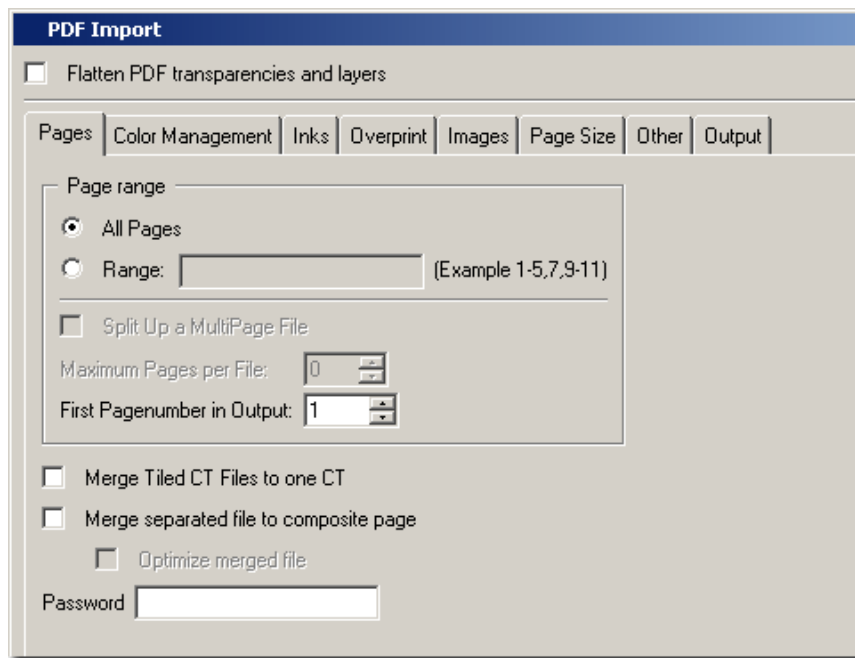 PDF Import
Flatten PDF transparencies and layers
Pages Color Management Inks Overprint Images Page Size Other Output
Page range
All Pages
Range: (Example 1-5,7,9-11)
Split Up a MultiPage File
Maximum Pages per File: 0
First Pagenumber in Output: 1
Merge Tiled CT Files to one CT
Merge separated file to composite page
Optimize merged file
Password